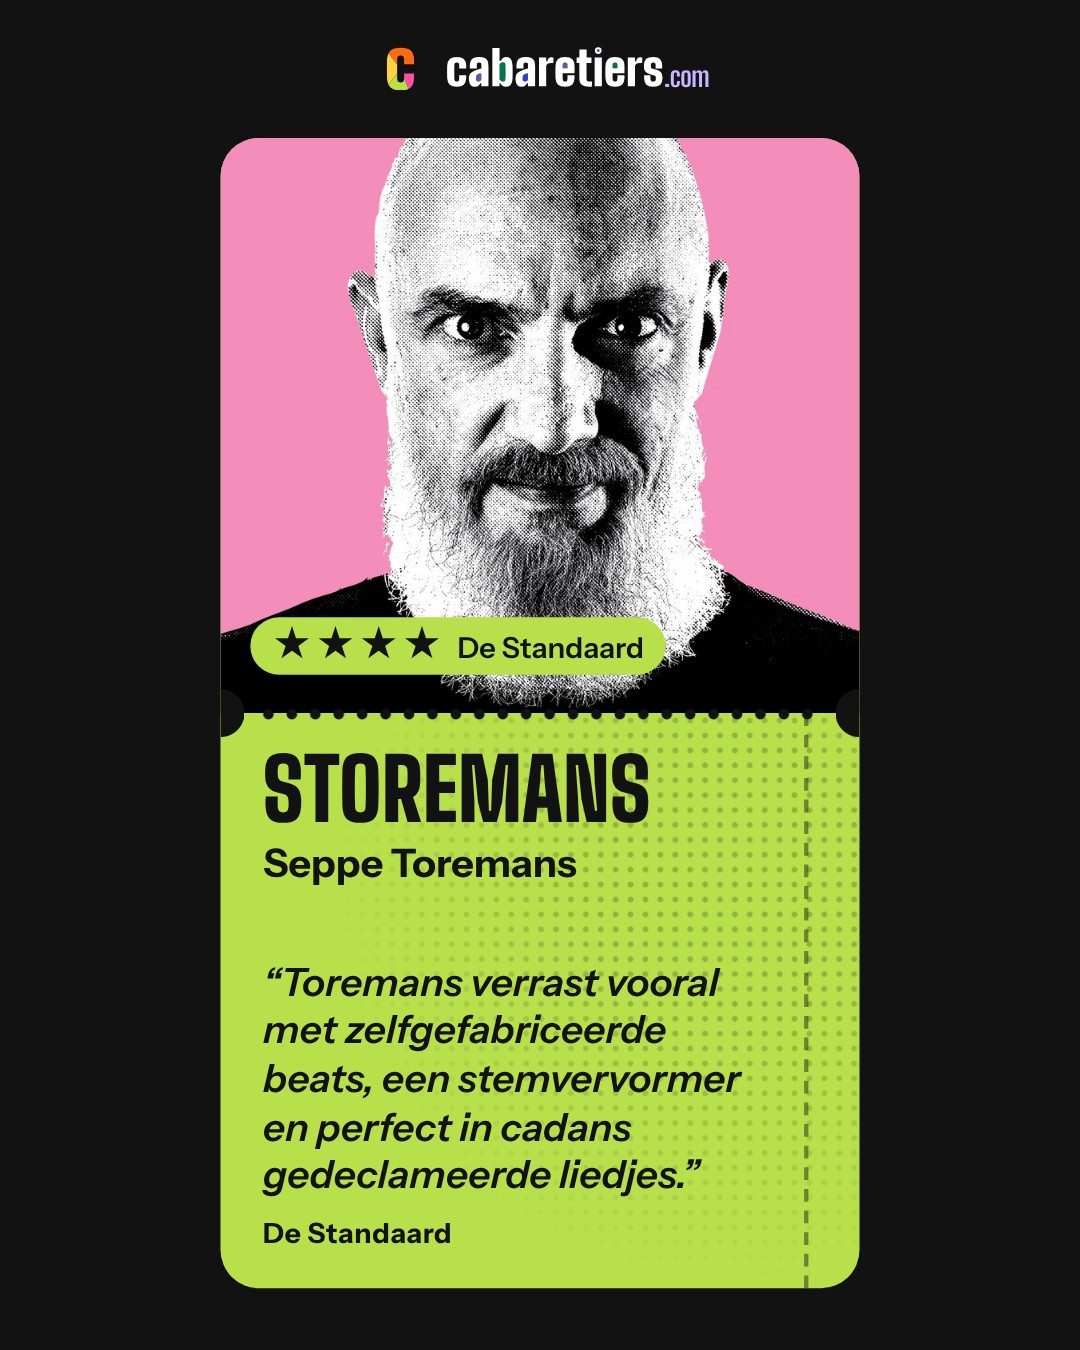 cabaretiers.com
★★★★ De Standaard
STOREMANS
Seppe Toremans
“Toremans verrast vooral
met zelfgefabriceerde
beats, een stemvervormer
en perfect in cadans
gedeclameerde liedjes.”
De Standaard